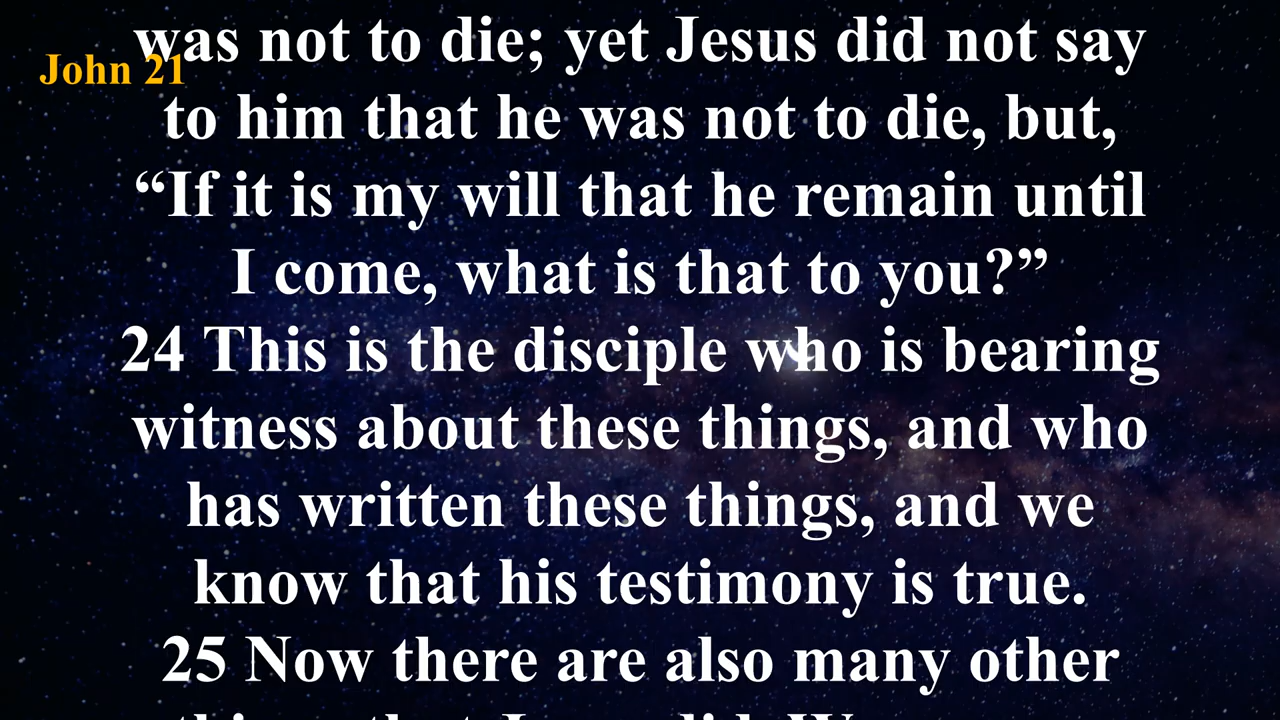 was not to die; yet Jesus did not say
John 21
to him that he was not to die, but,
“If it is my will that he remain until
I come, what is that to you?”
24 This is the disciple who is bearing
witness about these things, and who
has written these things, and we
know that his testimony is true.
25 Now there are also many other